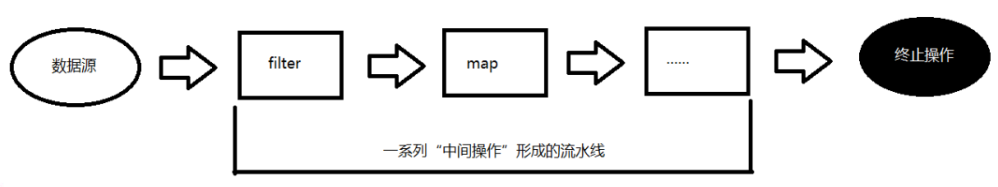 数据源
filter
map
……
终止操作
一系列“中间操作”形成的流水线